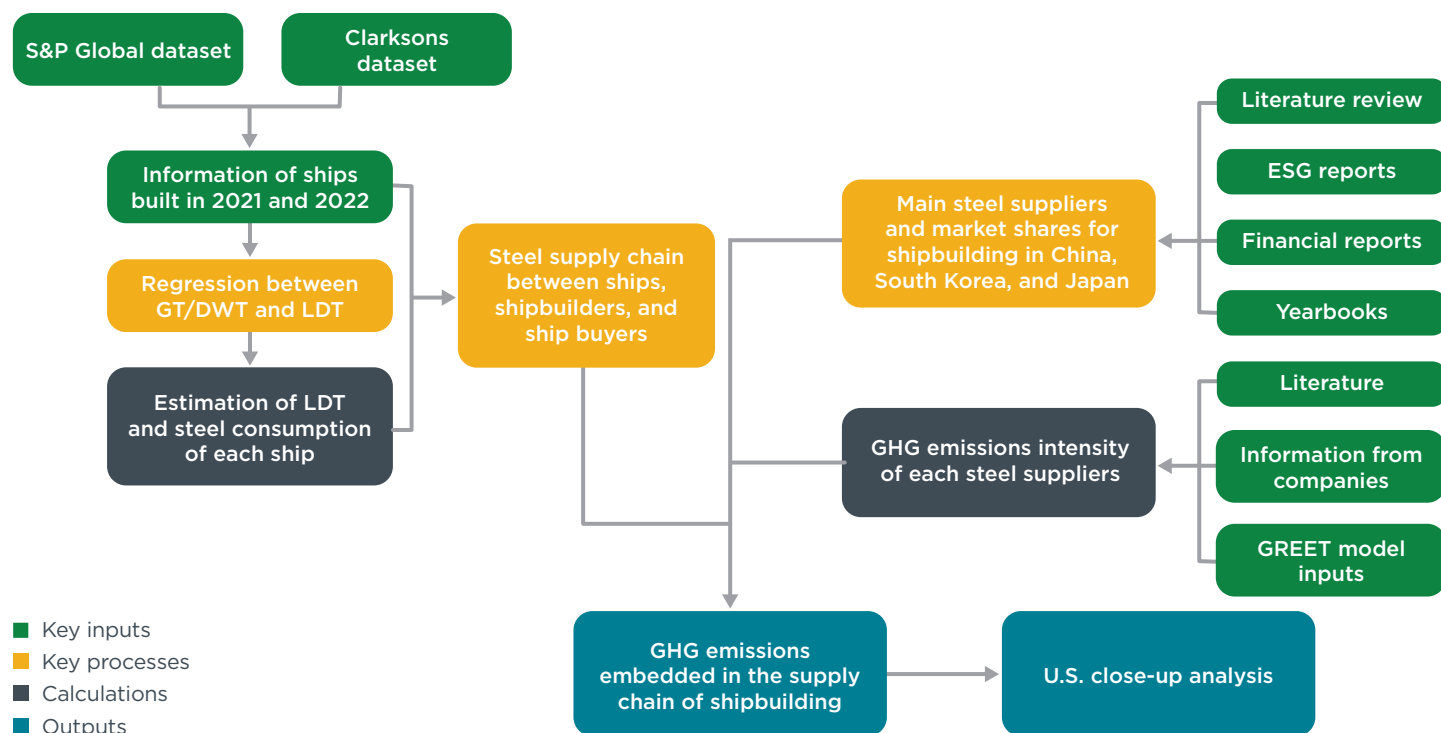 S&P Global dataset
Clarksons
dataset
Information of ships
built in 2021 and 2022
Regression between
GT/DWT and LDT
Estimation of LDT
and steel consumption
of each ship
Steel supply chain
between ships,
shipbuilders, and
ship buyers
Main steel suppliers
and market shares for
shipbuilding in China,
South Korea, and Japan
GHG emissions intensity
of each steel suppliers
Literature review
ESG reports
Financial reports
Yearbooks
Literature
Information from
companies
GREET model
inputs
GHG emissions
embedded in the supply
chain of shipbuilding
U.S. close-up analysis
Key inputs
Key processes
Calculations
Outputs